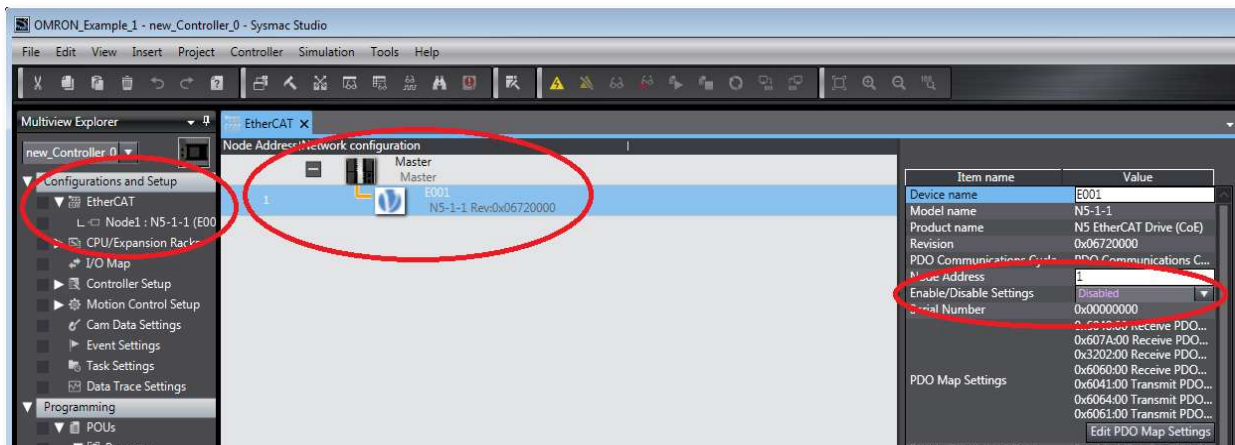 OMRON_Example_1 - new_Controller_0 - Sysmac Studio
File Edit View Insert Project Controller Simulation Tools Help
Multiview Explorer
new_Controller_0
Configurations and Setup
EtherCAT
Node1 : N5-1-1 (E00
CPU/Expansion Racks
I/O Map
Controller Setup
Motion Control Setup
Cam Data Settings
Event Settings
Task Settings
Data Trace Settings
Programming
POUs
EtherCAT
Node Address Network configuration
Master
Master
1
E001
N5-1-1 Rev:0x06720000
Item name Value
Device name E001
Model name N5-1-1
Product name N5 EtherCAT Drive (CoE)
Revision 0x06720000
PDO Communications Cycle PDO Communications C...
Node Address 1
Enable/Disable Settings Disabled
Serial Number 0x00000000
PDO Map Settings
0x6040:00 Receive PDO...
0x607A:00 Receive PDO...
0x3202:00 Receive PDO...
0x6060:00 Receive PDO...
0x6041:00 Transmit PDO...
0x6064:00 Transmit PDO...
0x6061:00 Transmit PDO...
Edit PDO Map Settings